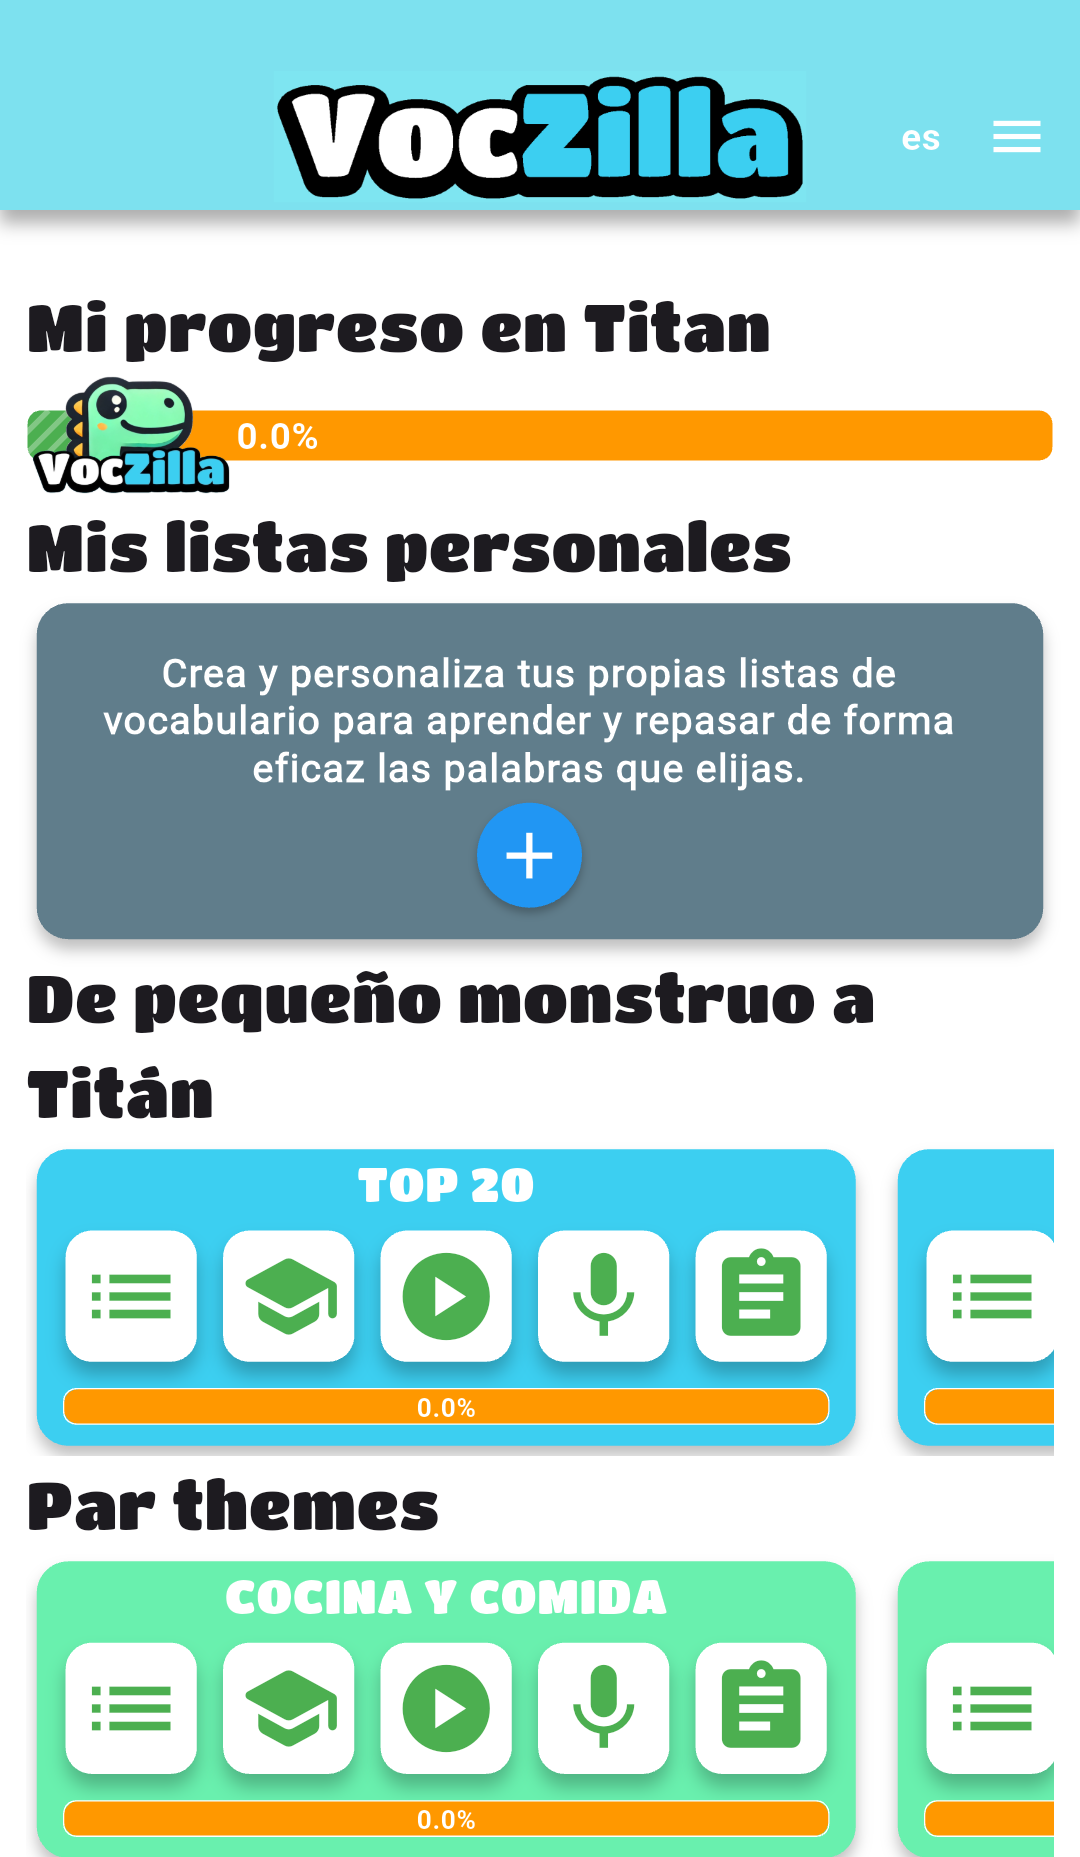 VocZilla
es
Mi progreso en Titan
0.0%
VocZilla
Mis listas personales
Crea y personaliza tus propias listas de
vocabulario para aprender y repasar de forma
eficaz las palabras que elijas.
De pequeño monstruo a
Titán
TOP 20
0.0%
Par themes
COCINA Y COMIDA
0.0%